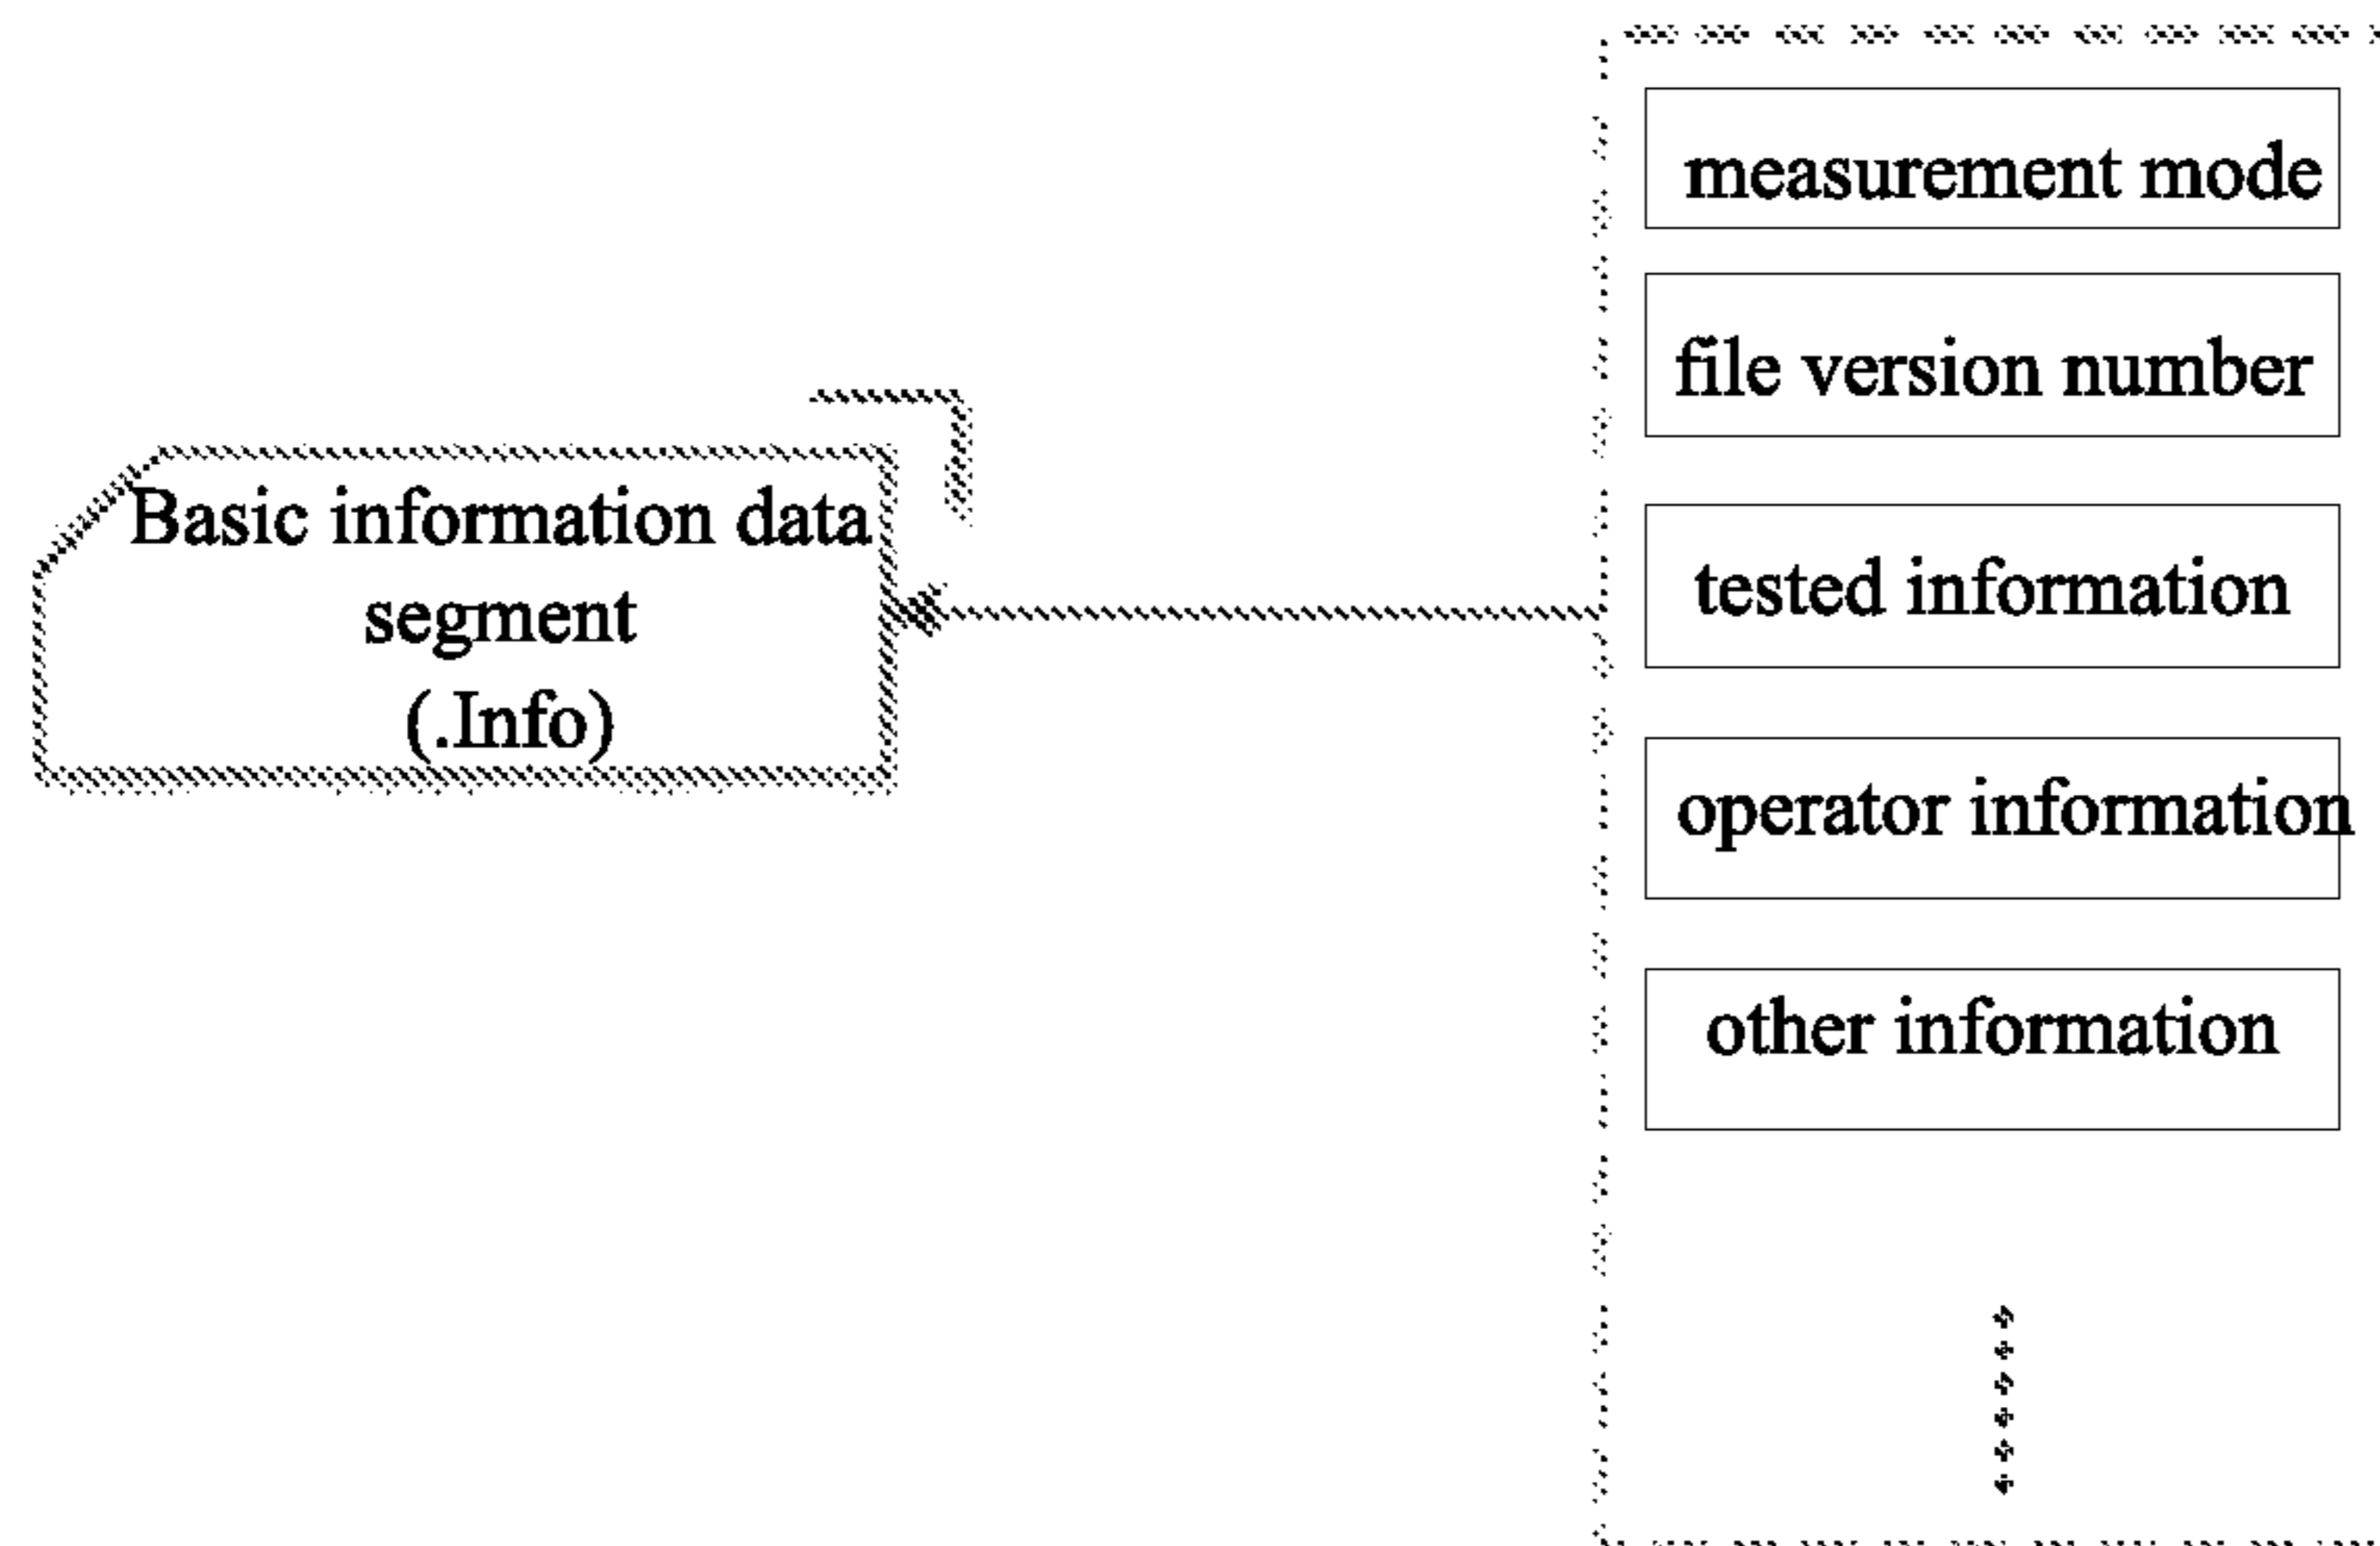 Basic information data
segment
(.Info)
measurement mode
file version number
tested information
operator information
other information